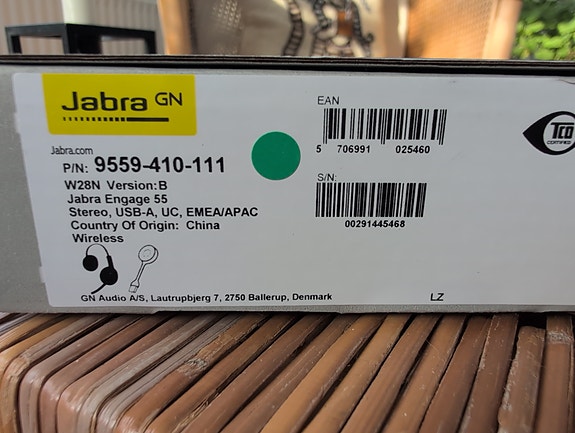 Jabra GN
Jabra.com
P/N: 9559-410-111
W28N Version:B
Jabra Engage 55
Stereo, USB-A, UC, EMEA/APAC
Country Of Origin: China
Wireless
GN Audio A/S, Lautrupbjerg 7, 2750 Ballerup, Denmark
EAN
5 706991 025460
S/N:
00291445468
LZ
TCO
CERTIFIED